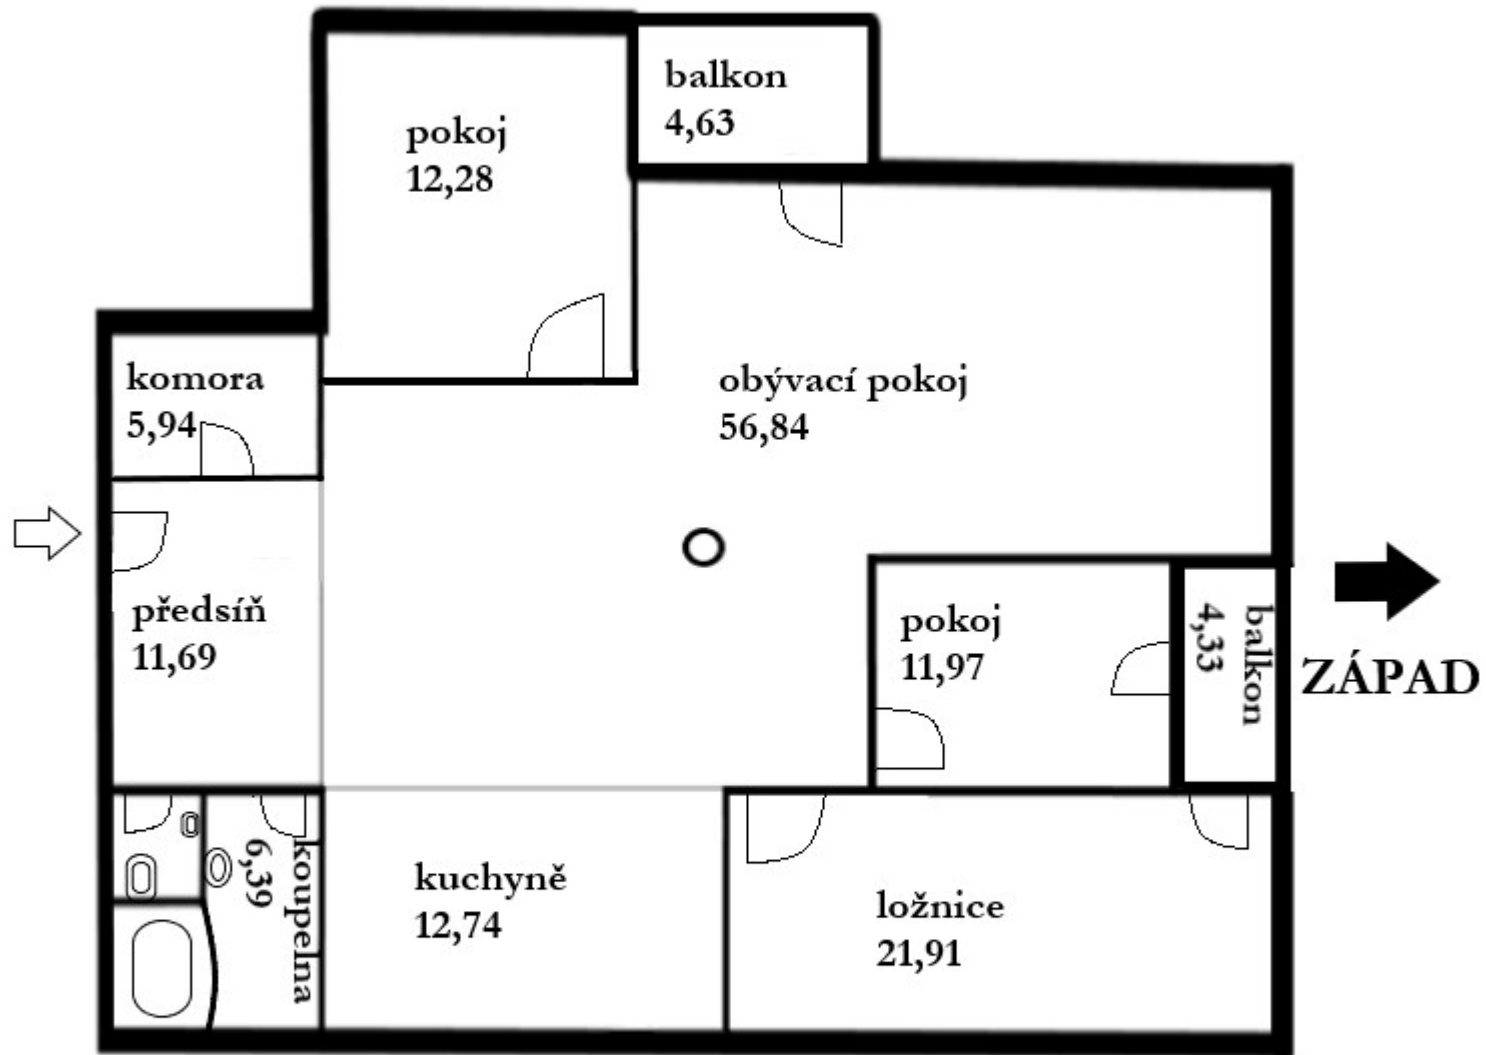 balkon
4,63
pokoj
12,28
komora
5,94
obývací pokoj
56,84
předsíň
11,69
pokoj
11,97
balkon
4,33
ZÁPAD
koupelna
6,39
kuchyně
12,74
ložnice
21,91